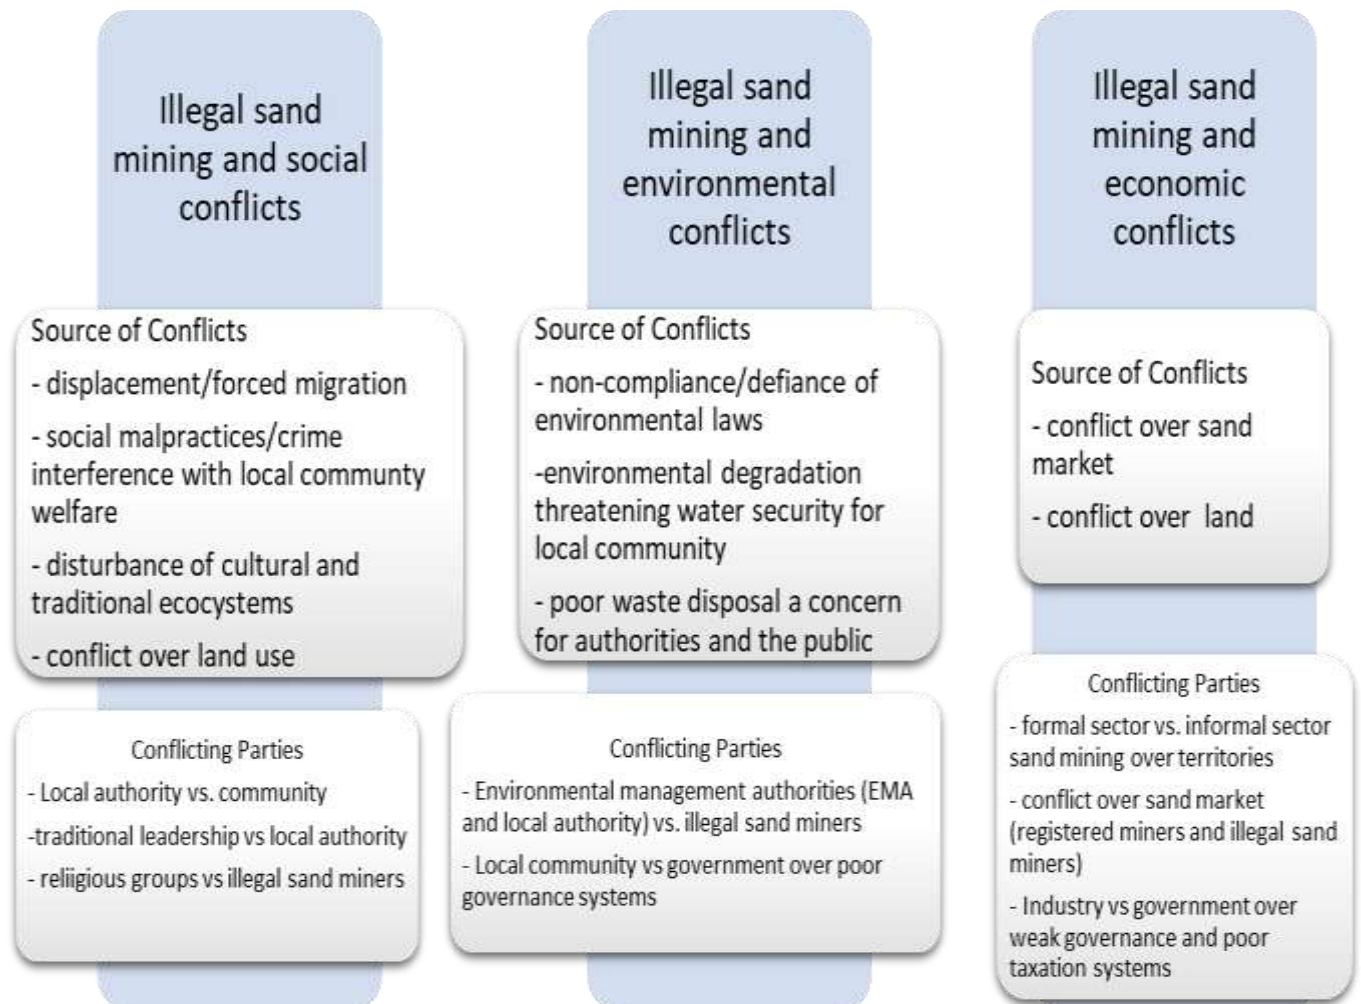 Illegal sand
mining and social
conflicts
Source of Conflicts
- displacement/forced migration
- social malpractices/crime
interference with local communty
welfare
- disturbance of cultural and
traditional ecocystems
- conflict over land use
Conflicting Parties
- Local authority vs. community
-traditional leadership vs local authority
- reliigious groups vs illegal sand miners
Illegal sand
mining and
environmental
conflicts
Source of Conflicts
- non-compliance/defiance of
environmental laws
-environmental degradation
threatening water security for
local community
- poor waste disposal a concern
for authorities and the public
Conflicting Parties
- Environmental management authorities (EMA
and local authority) vs. illegal sand miners
- Local community vs government over poor
governance systems
Illegal sand
mining and
economic
conflicts
Source of Conflicts
- conflict over sand
market
- conflict over land
Conflicting Parties
- formal sector vs. informal sector
sand mining over territories
- conflict over sand market
(registered miners and illegal sand
miners)
- Industry vs government over
weak governance and poor
taxation systems